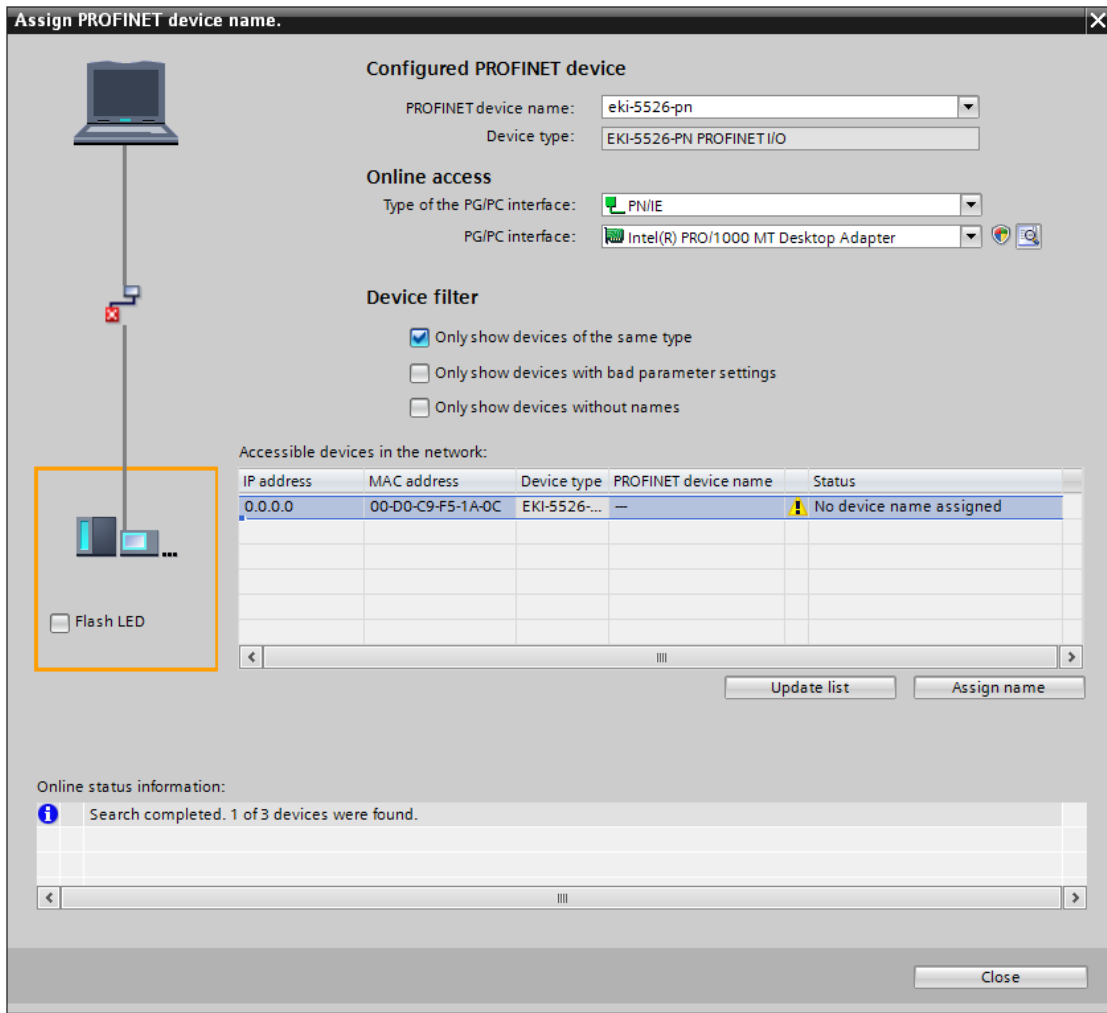 Assign PROFINET device name.
Configured PROFINET device
PROFINET device name: eki-5526-pn
Device type: EKI-5526-PN PROFINET I/O
Online access
Type of the PG/PC interface: PN/IE
PG/PC interface: Intel(R) PRO/1000 MT Desktop Adapter
Device filter
Only show devices of the same type
Only show devices with bad parameter settings
Only show devices without names
Accessible devices in the network:
IP address MAC address Device type PROFINET device name Status
0.0.0.0 00-D0-C9-F5-1A-0C EKI-5526-... — No device name assigned
Flash LED
Update list Assign name
Online status information:
Search completed. 1 of 3 devices were found.
Close